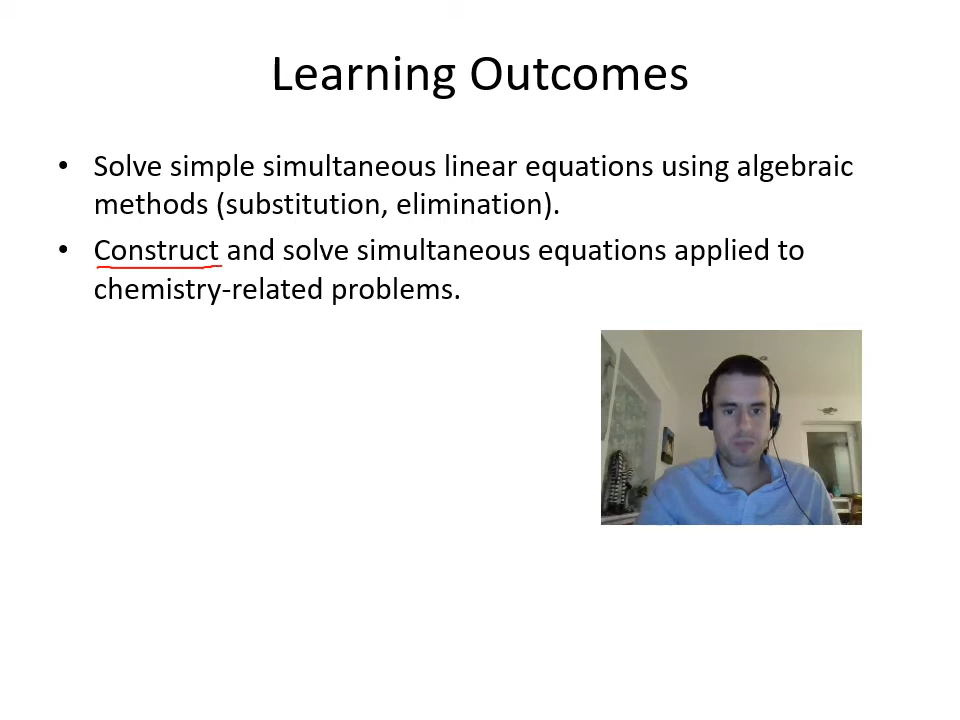 Learning Outcomes
• Solve simple simultaneous linear equations using algebraic
methods (substitution, elimination).
• Construct and solve simultaneous equations applied to
chemistry-related problems.